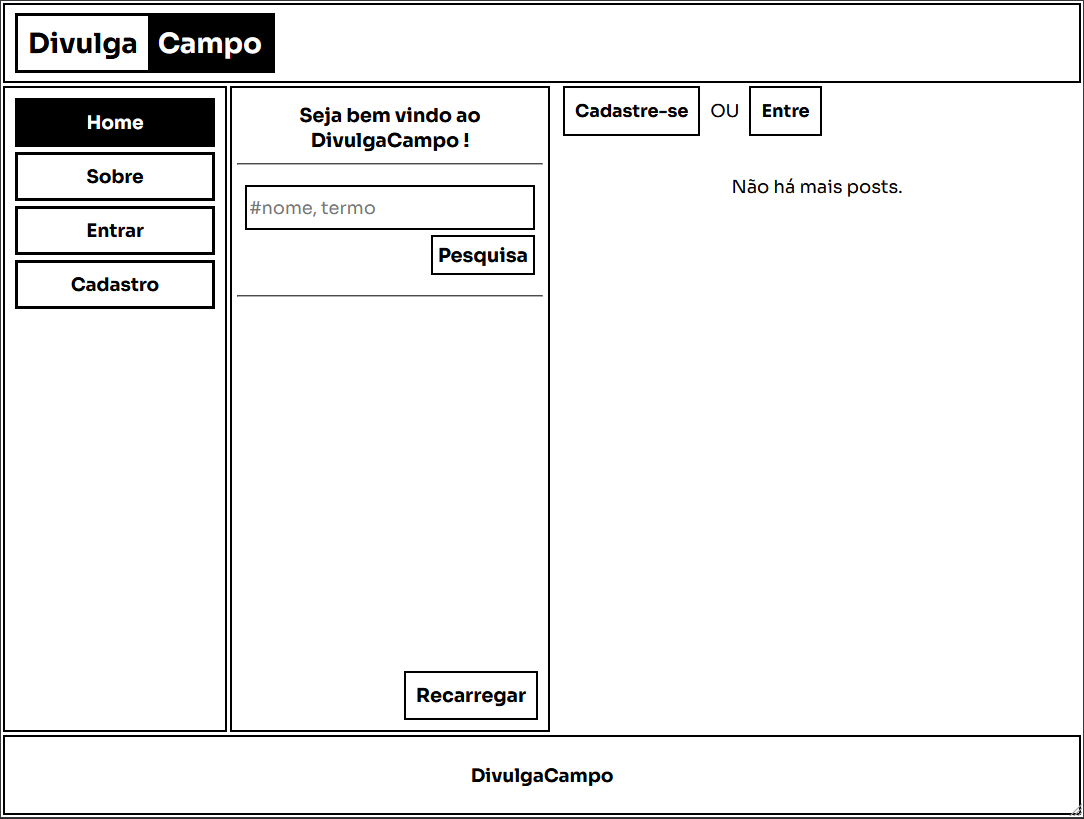 Divulga Campo
Home
Sobre
Entrar
Cadastro
Seja bem vindo ao
DivulgaCampo !
#nome, termo
Pesquisa
Recarregar
Cadastre-se OU Entre
Não há mais posts.
DivulgaCampo